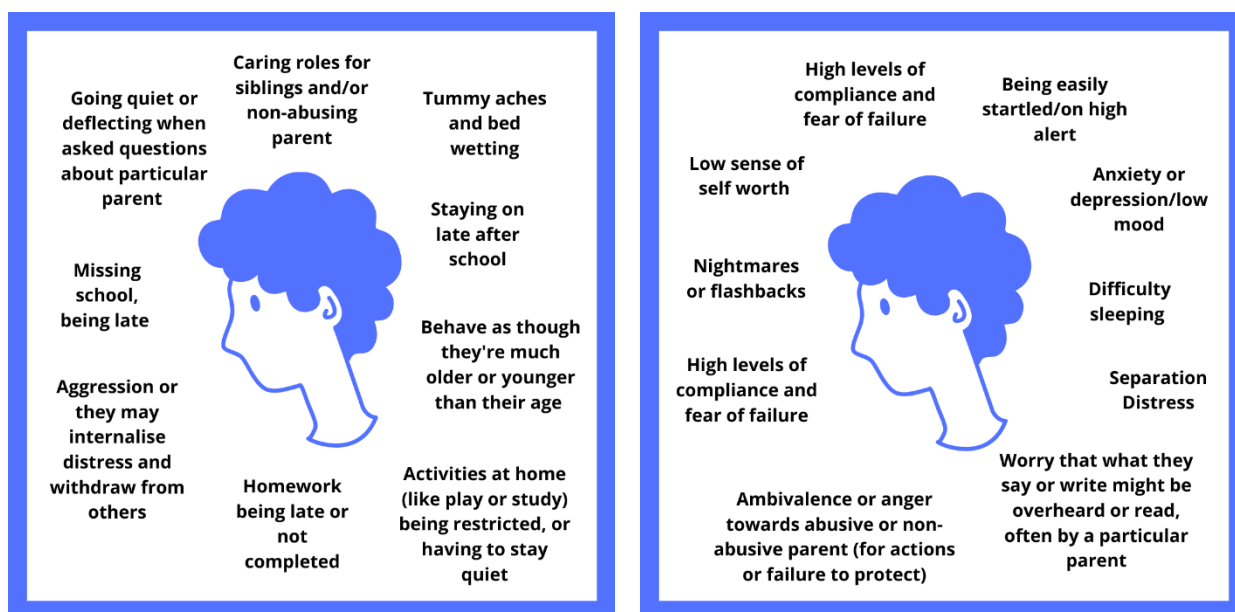 Caring roles for
siblings and/or
non-abusing
parent
Going quiet or
deflecting when
asked questions
about particular
parent
Tummy aches
and bed
wetting
Staying on
late after
school
Missing
school,
being late
Behave as though
they're much
older or younger
than their age
Aggression or
they may
internalise
distress and
withdraw from
others
Homework
being late or
not
completed
Activities at home
(like play or study)
being restricted, or
having to stay
quiet
High levels of
compliance and
fear of failure
Being easily
startled/on high
alert
Low sense of
self worth
Anxiety or
depression/low
mood
Nightmares
or flashbacks
Difficulty
sleeping
High levels of
compliance and
fear of failure
Separation
Distress
Ambivalence or anger
towards abusive or non-
abusive parent (for actions
or failure to protect)
Worry that what they
say or write might be
overheard or read,
often by a particular
parent